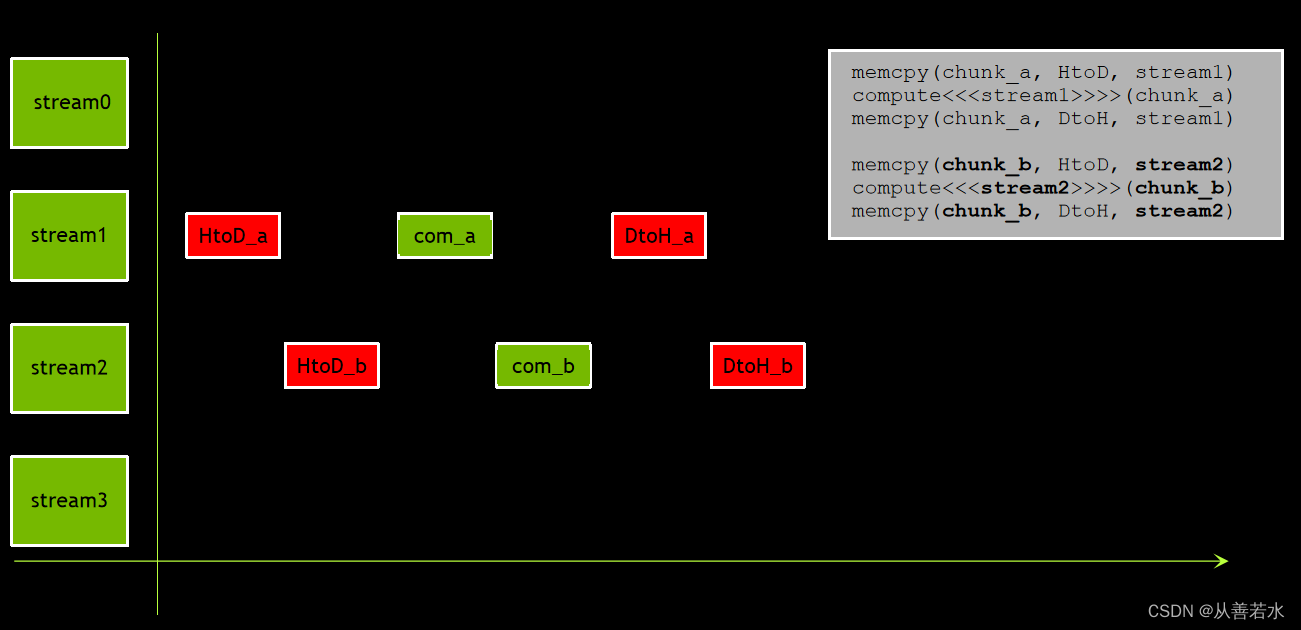 stream0
memcpy(chunk_a, HtoD, stream1)
compute<<<stream1>>>>(chunk_a)
memcpy(chunk_a, DtoH, stream1)
memcpy(chunk_b, HtoD, stream2)
compute<<<stream2>>>>(chunk_b)
memcpy(chunk_b, DtoH, stream2)
stream1
HtoD_a
com_a
DtoH_a
stream2
HtoD_b
com_b
DtoH_b
stream3
CSDN @从善若水